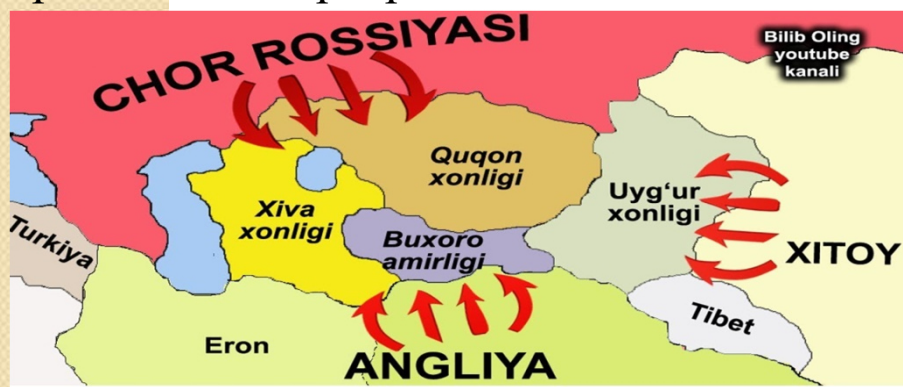 CHOR ROSSIYASI
Bilib Oling
youtube
kanali
Quqon
xonligi
Uyg‘ur
xonligi
Xiva
xonligi
Buxoro
amirligi
Turkiya
XITOY
Tibet
Eron
ANGLIYA